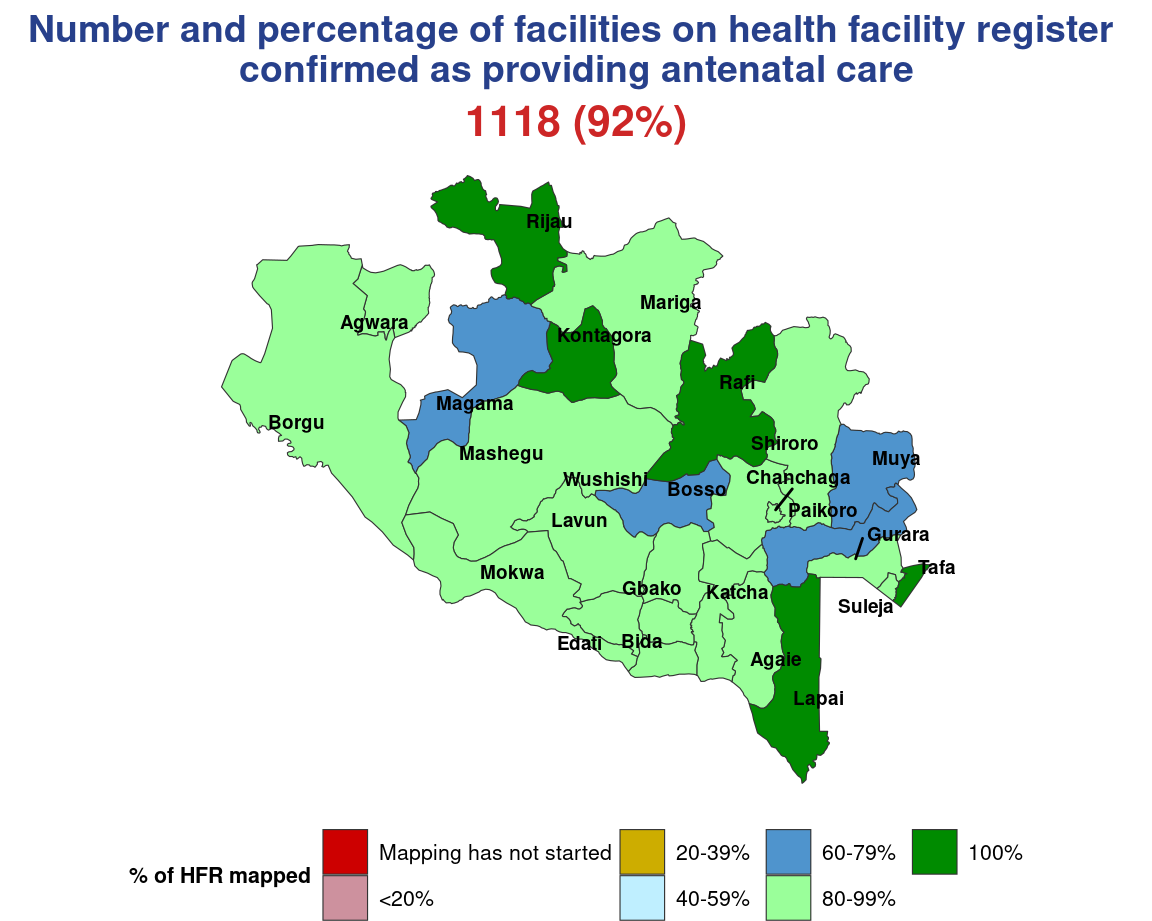 Number and percentage of facilities on health facility register
confirmed as providing antenatal care
1118 (92%)
Rijau
Mariga
Agwara
Kontagora
Rafi
Magama
Borgu
Shiroro
Mashegu
Muya
Wushishi
Bosso
Chanchaga
Lavun
Paikoro
Gurara
Mokwa
Tafa
Gbako
Katcha
Suleja
Edati
Bida
Agaie
Lapai
% of HFR mapped
Mapping has not started
<20%
20-39%
40-59%
60-79%
80-99%
100%